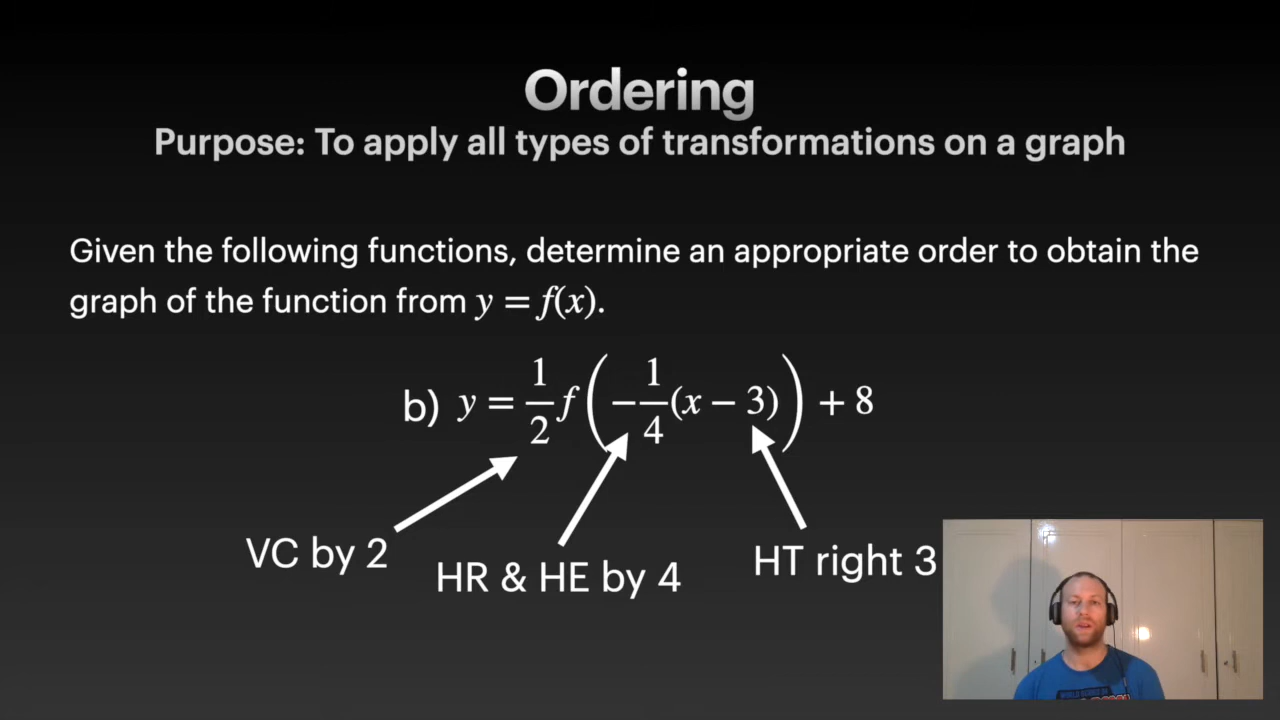 Ordering
Purpose: To apply all types of transformations on a graph
Given the following functions, determine an appropriate order to obtain the
graph of the function from y = f(x).
b) y = 1/2 f(−1/4(x − 3)) + 8
VC by 2
HR & HE by 4
HT right 3